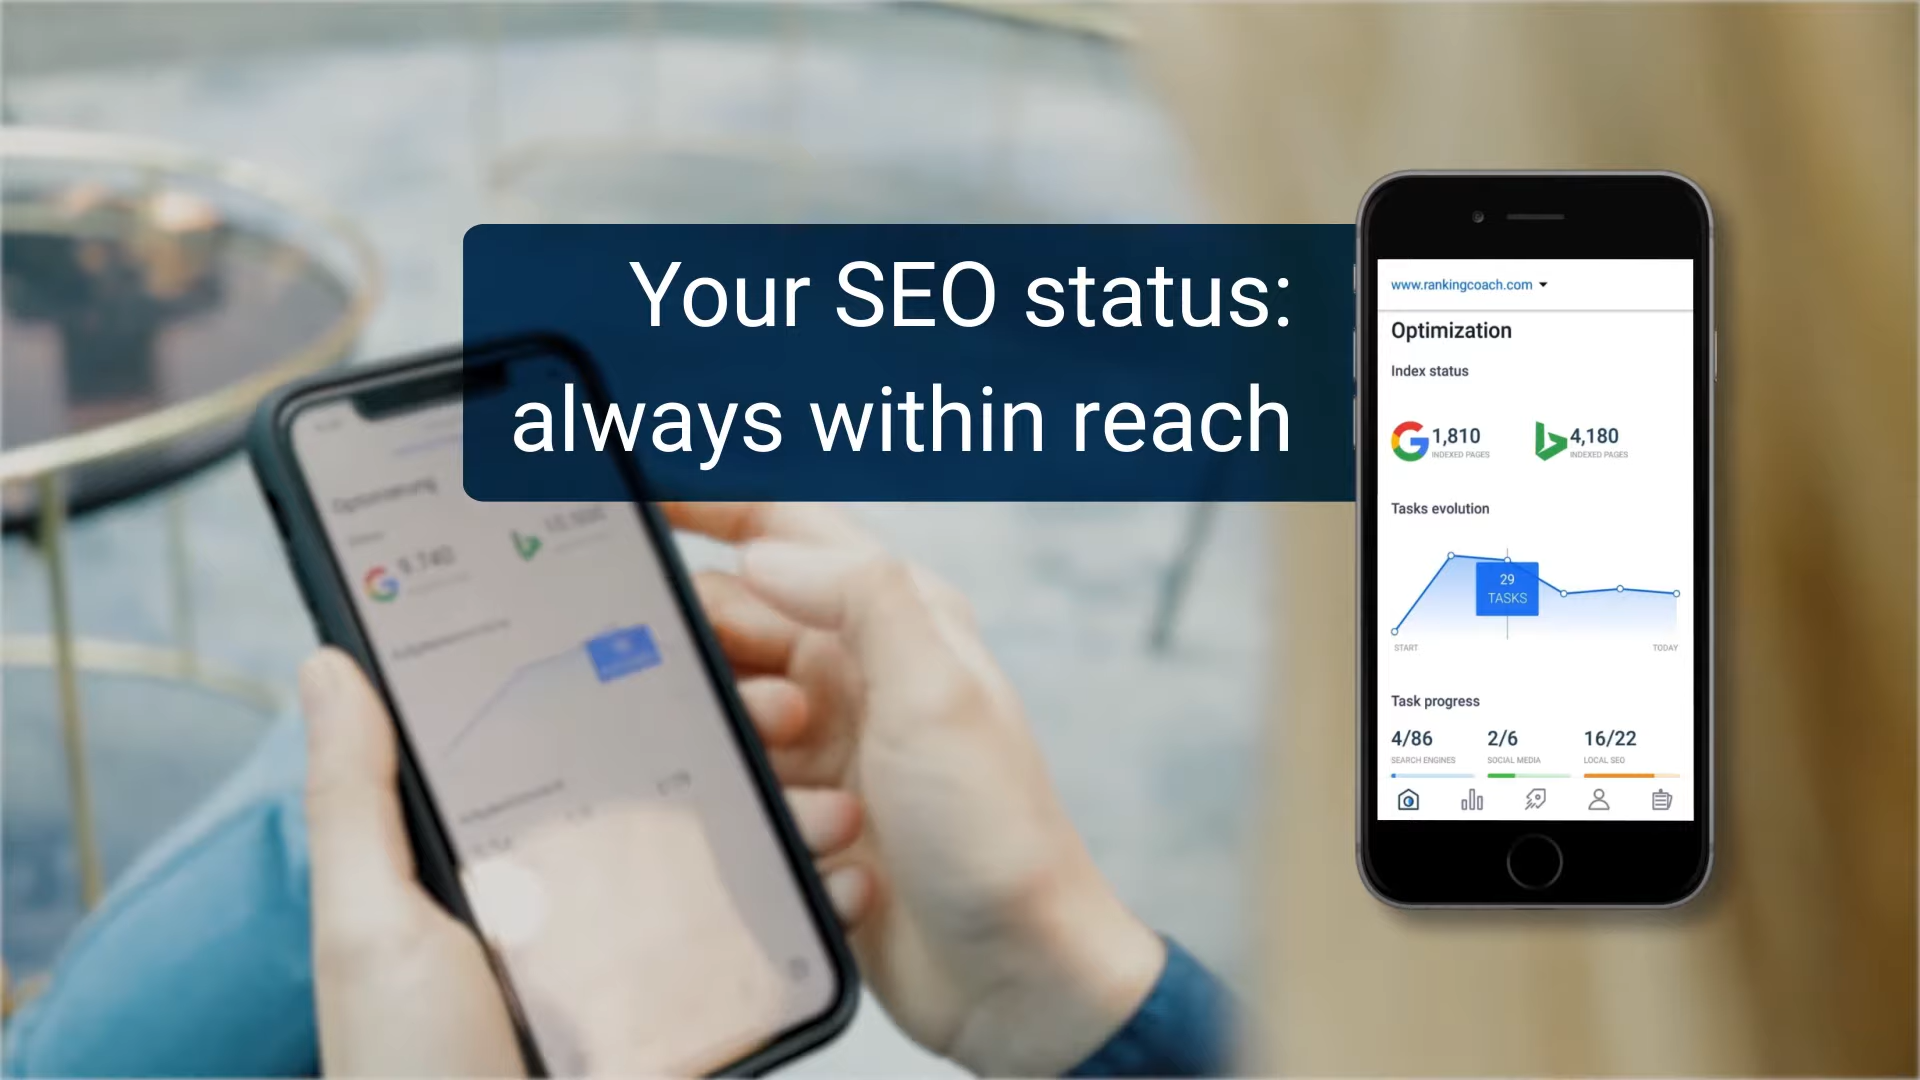 Your SEO status:
always within reach
www.rankingcoach.com
Optimization
Index status
1,810
INDEXED PAGES
4,180
INDEXED PAGES
Tasks evolution
29
TASKS
START
TODAY
Task progress
4/86
2/6
16/22
SEARCH ENGINES
SOCIAL MEDIA
LOCAL SEO
9.740